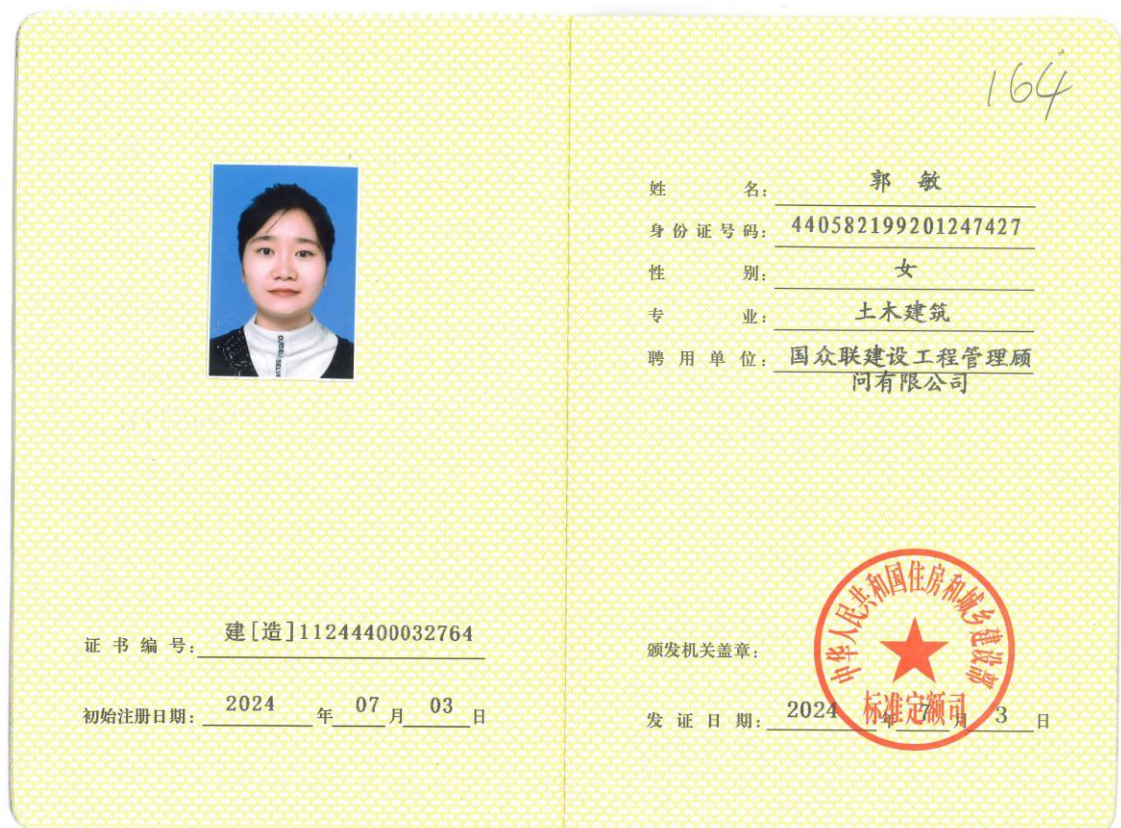 164
姓名：郭敏
身份证号码：440582199201247427
性别：女
专业：土木建筑
聘用单位：国众联建设工程管理顾
问有限公司
证书编号：建[造]11244400032764
初始注册日期：2024年07月03日
颁发机关盖章：
中华人民共和国住房和城乡建设部
标准定额司
发证日期：2024年7月3日